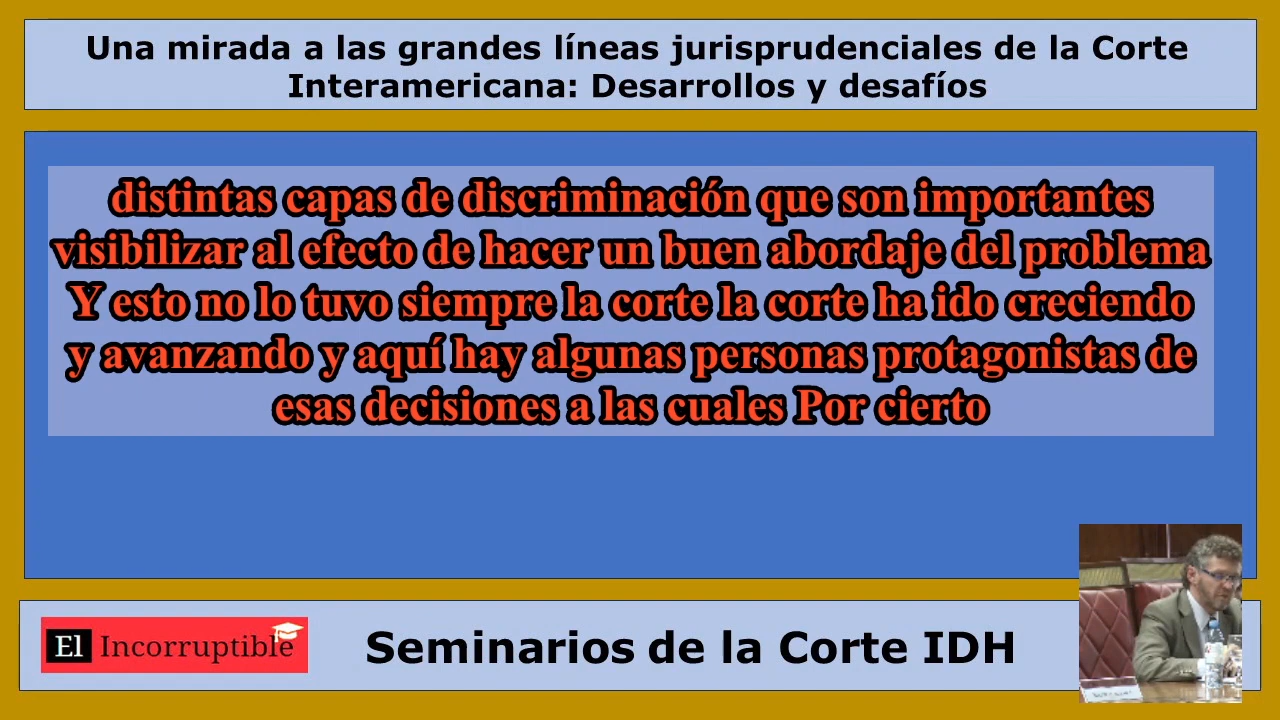 Una mirada a las grandes líneas jurisprudenciales de la Corte
Interamericana: Desarrollos y desafíos
distintas capas de discriminación que son importantes
visibilizar al efecto de hacer un buen abordaje del problema
Y esto no lo tuvo siempre la corte la corte ha ido creciendo
y avanzando y aquí hay algunas personas protagonistas de
esas decisiones a las cuales Por cierto
El Incorruptible
Seminarios de la Corte IDH